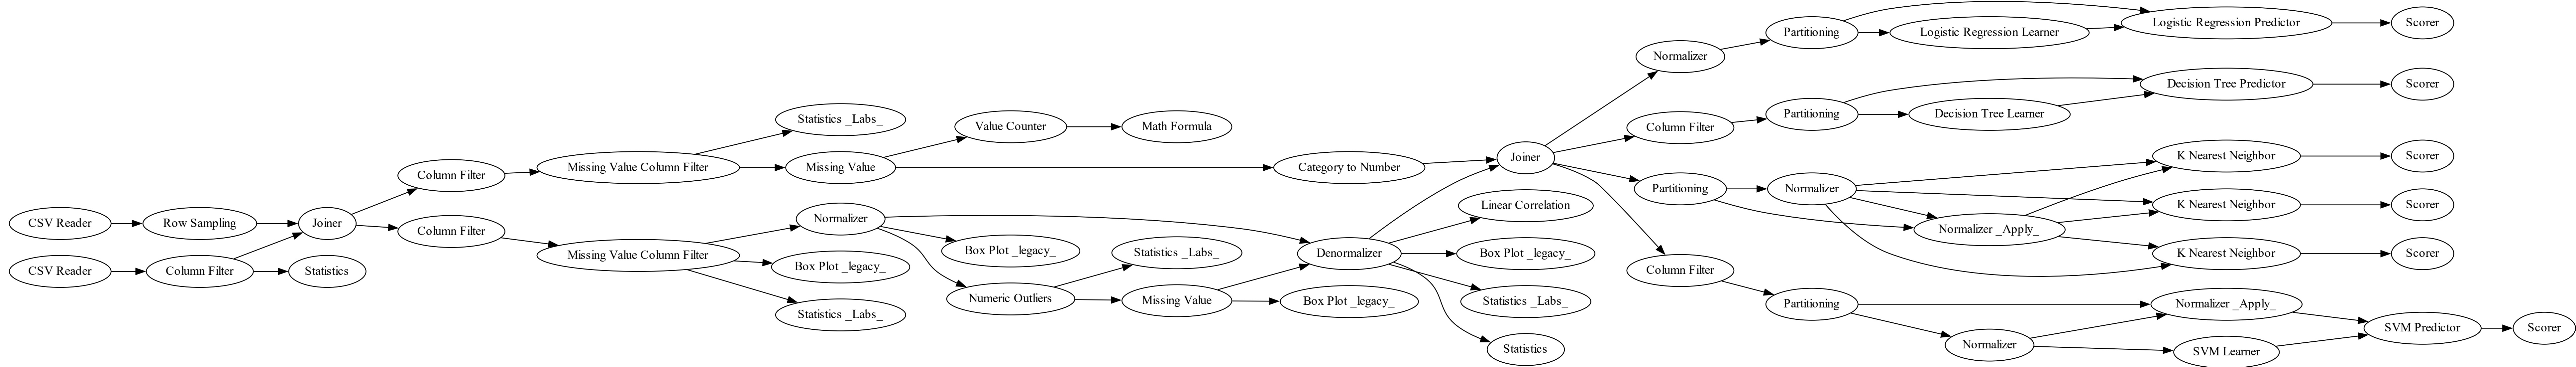 CSV Reader
Row Sampling
CSV Reader
Column Filter
Statistics
Joiner
Column Filter
Column Filter
Missing Value Column Filter
Statistics _Labs_
Missing Value
Value Counter
Math Formula
Category to Number
Missing Value Column Filter
Normalizer
Box Plot _legacy_
Statistics _Labs_
Box Plot _legacy_
Numeric Outliers
Statistics _Labs_
Missing Value
Box Plot _legacy_
Denormalizer
Linear Correlation
Box Plot _legacy_
Statistics _Labs_
Statistics
Joiner
Normalizer
Partitioning
Logistic Regression Learner
Logistic Regression Predictor
Scorer
Column Filter
Partitioning
Decision Tree Learner
Decision Tree Predictor
Scorer
Partitioning
Normalizer
Normalizer _Apply_
K Nearest Neighbor
Scorer
K Nearest Neighbor
Scorer
K Nearest Neighbor
Scorer
Column Filter
Partitioning
Normalizer
Normalizer _Apply_
SVM Learner
SVM Predictor
Scorer